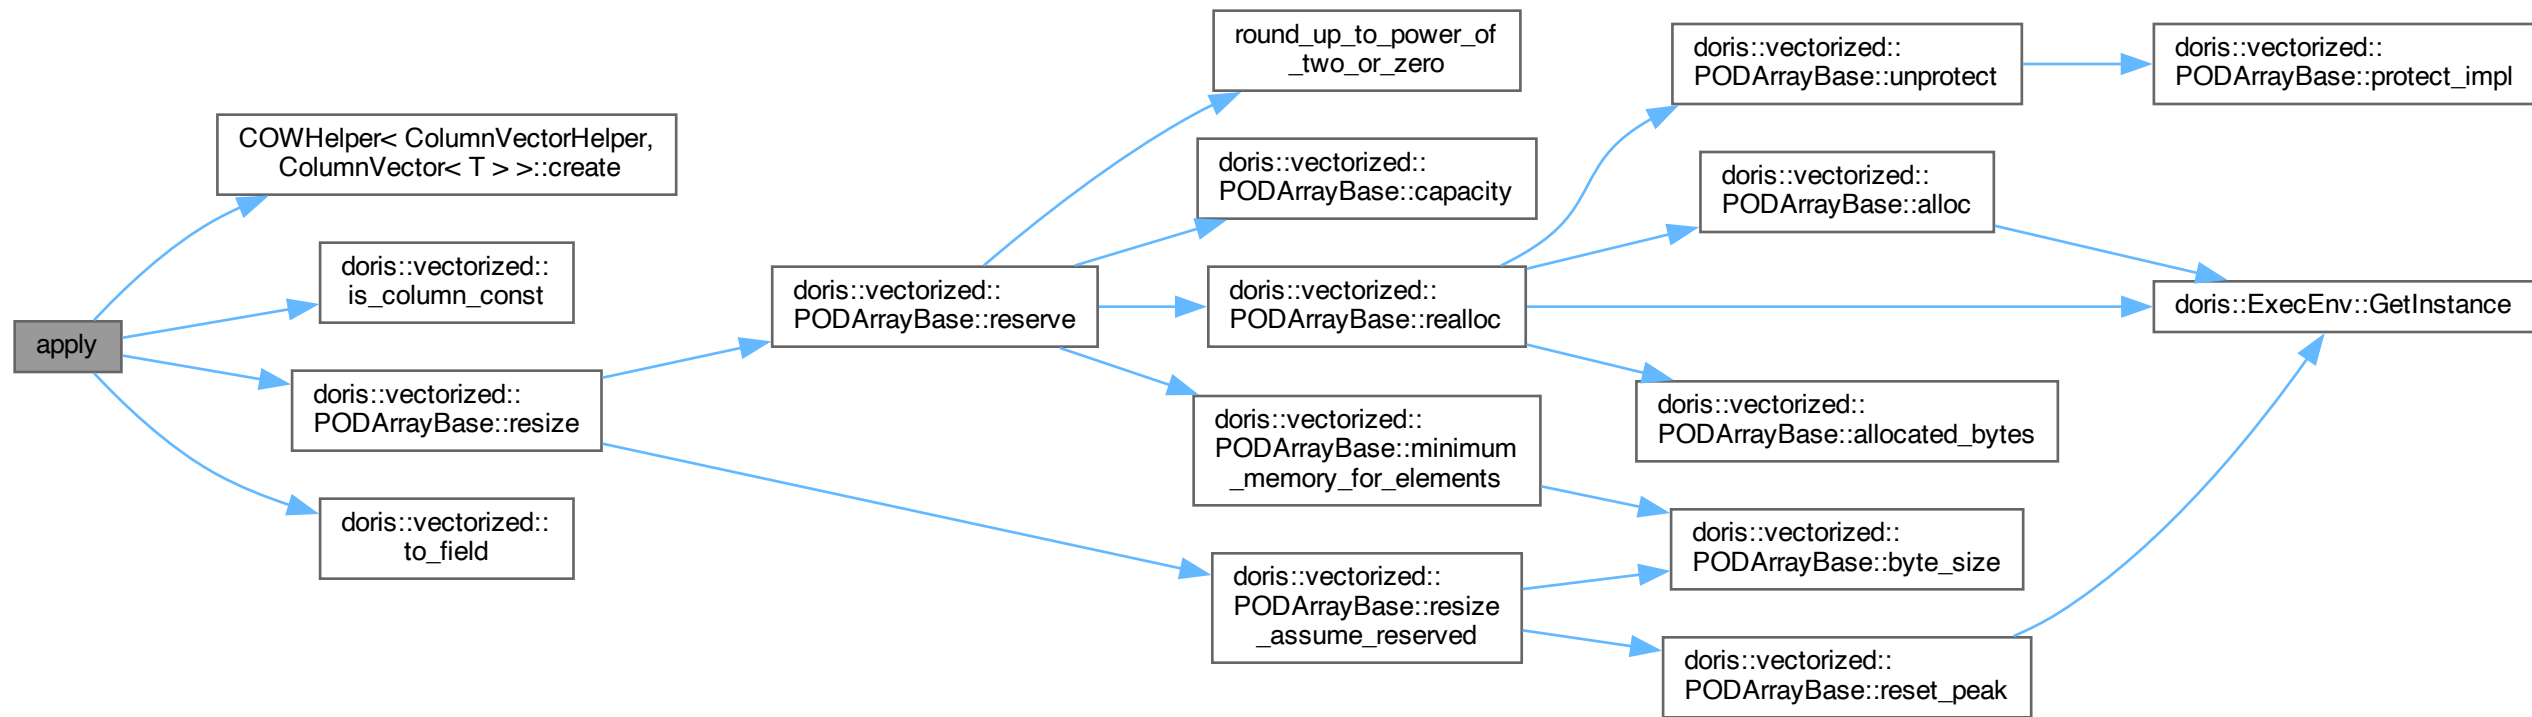 apply
COWHelper< ColumnVectorHelper,
ColumnVector< T > >::create
doris::vectorized::
is_column_const
doris::vectorized::
PODArrayBase::resize
doris::vectorized::
to_field
doris::vectorized::
PODArrayBase::reserve
round_up_to_power_of
_two_or_zero
doris::vectorized::
PODArrayBase::capacity
doris::vectorized::
PODArrayBase::realloc
doris::vectorized::
PODArrayBase::minimum
_memory_for_elements
doris::vectorized::
PODArrayBase::resize
_assume_reserved
doris::vectorized::
PODArrayBase::unprotect
doris::vectorized::
PODArrayBase::alloc
doris::vectorized::
PODArrayBase::allocated_bytes
doris::vectorized::
PODArrayBase::byte_size
doris::vectorized::
PODArrayBase::reset_peak
doris::vectorized::
PODArrayBase::protect_impl
doris::ExecEnv::GetInstance